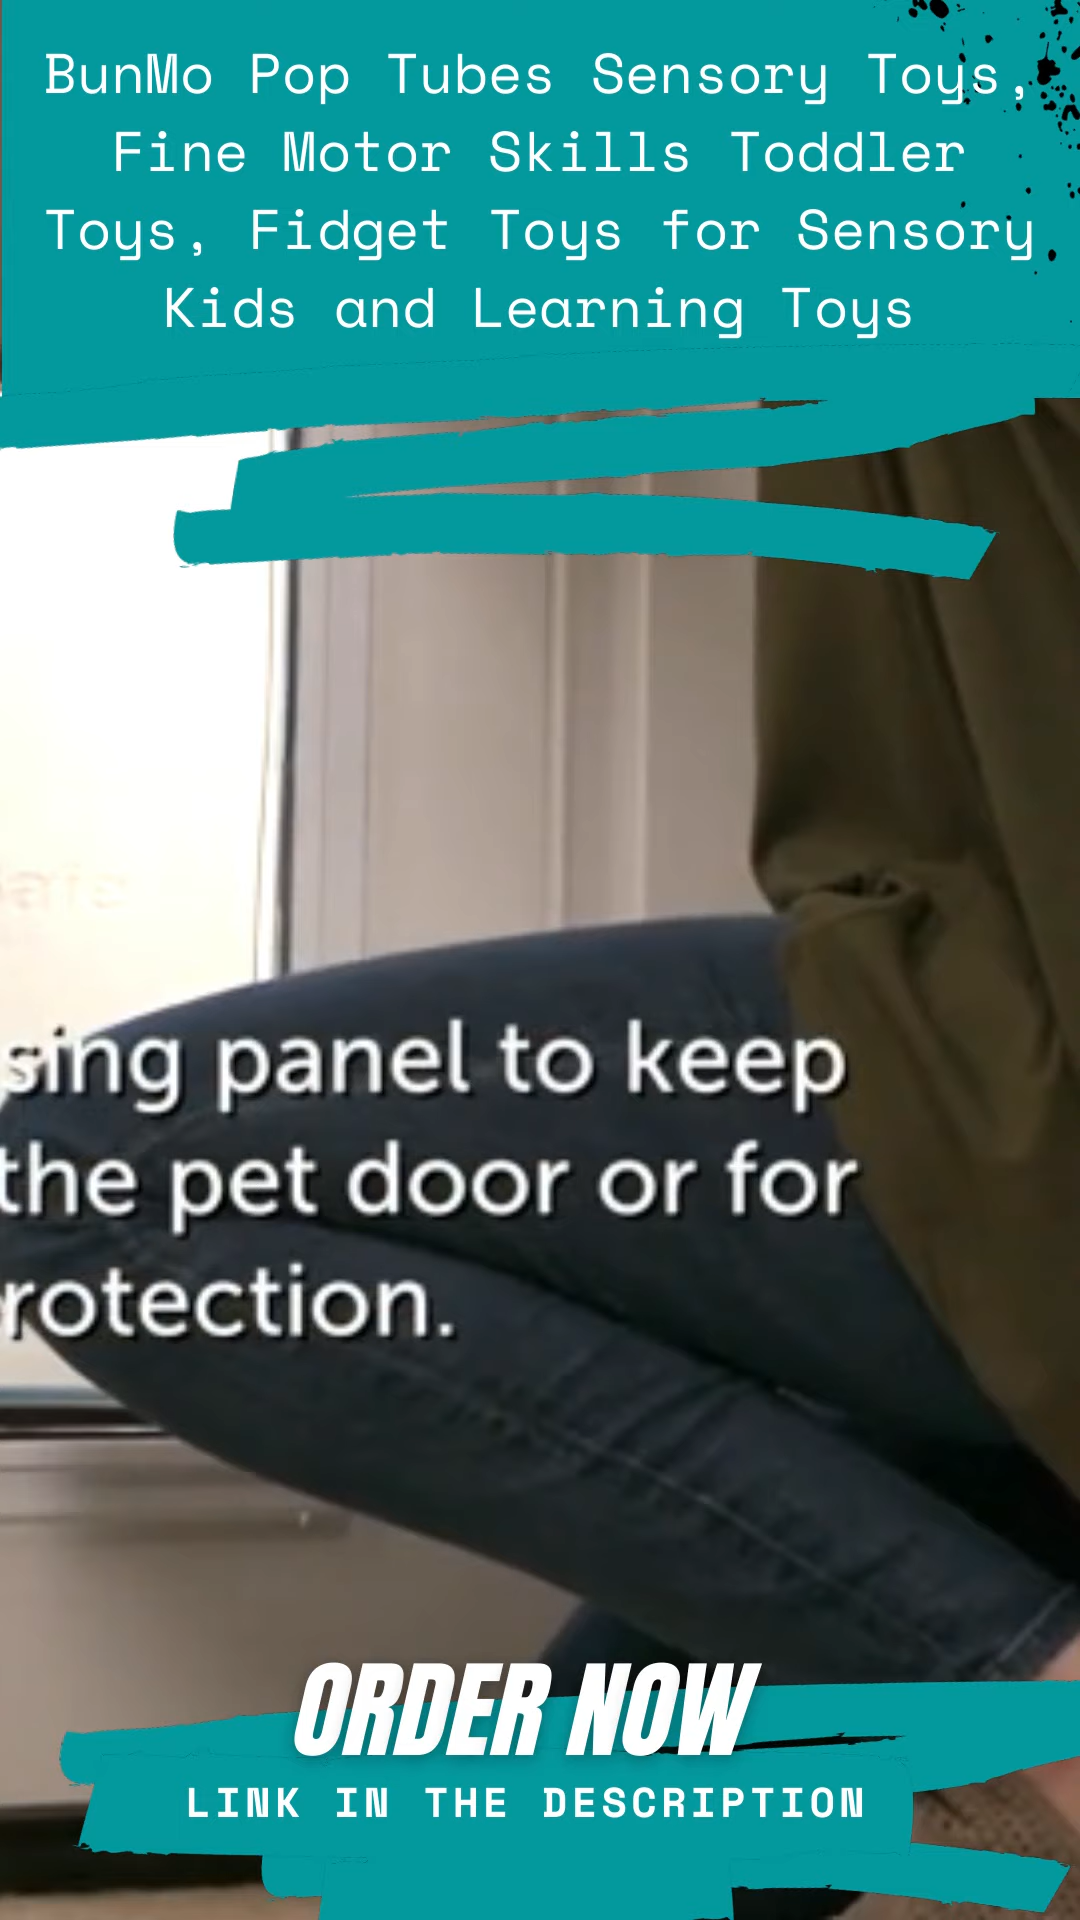 BunMo Pop Tubes Sensory Toys,
Fine Motor Skills Toddler
Toys, Fidget Toys for Sensory
Kids and Learning Toys
sing panel to keep
the pet door or for
rotection.
ORDER NOW
LINK IN THE DESCRIPTION